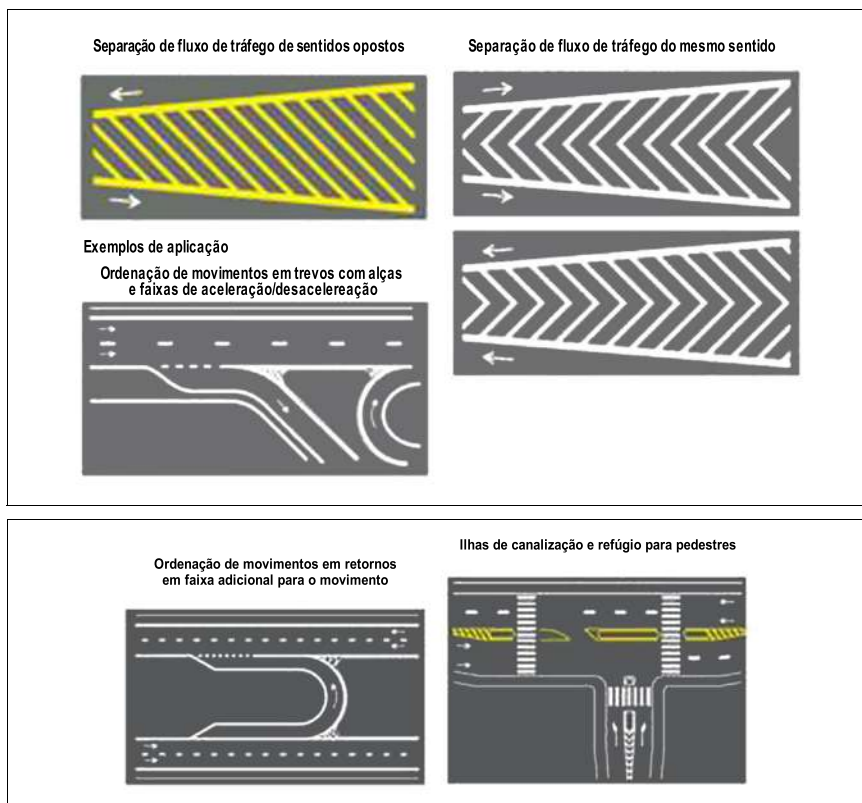 Separação de fluxo de tráfego de sentidos opostos
Separação de fluxo de tráfego do mesmo sentido
Exemplos de aplicação
Ordenação de movimentos em trevos com alças
e faixas de aceleração/desacelereação
Ordenação de movimentos em retornos
em faixa adicional para o movimento
Ilhas de canalização e refúgio para pedestres